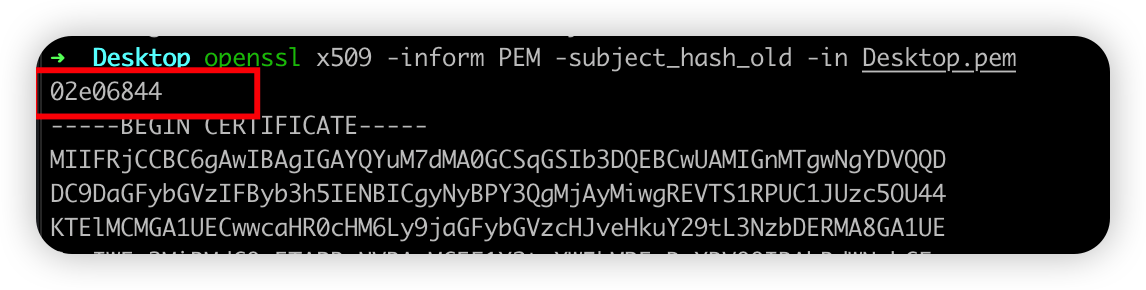 → Desktop openssl x509 -inform PEM -subject_hash_old -in Desktop.pem
02e06844
-----BEGIN CERTIFICATE-----
MIIFRjCCBC6gAwIBAgIGAYQYuM7dMA0GCSqGSIb3DQEBCwUAMIGnMTgwNgYDVQQD
DC9DaGFybGVzIFByb3h5IENBICgyNyBPY3QgMjAyMiwgREVTS1RPUC1JUzc5OU44
KTElMCMGA1UECwwcaHR0cHM6Ly9jaGFybGVzcHJveHkuY29tL3NzbDERMA8GA1UE